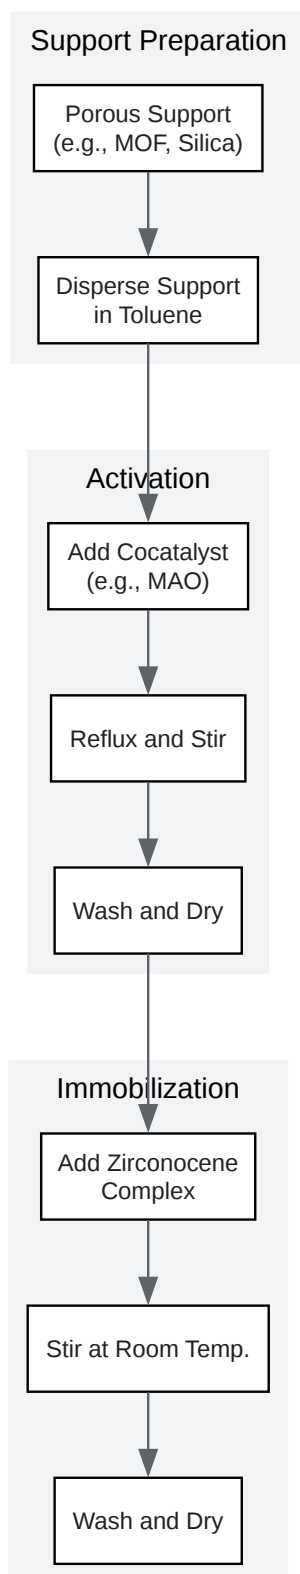 Support Preparation
Porous Support
(e.g., MOF, Silica)
Disperse Support
in Toluene
Activation
Add Cocatalyst
(e.g., MAO)
Reflux and Stir
Wash and Dry
Immobilization
Add Zirconocene
Complex
Stir at Room Temp.
Wash and Dry